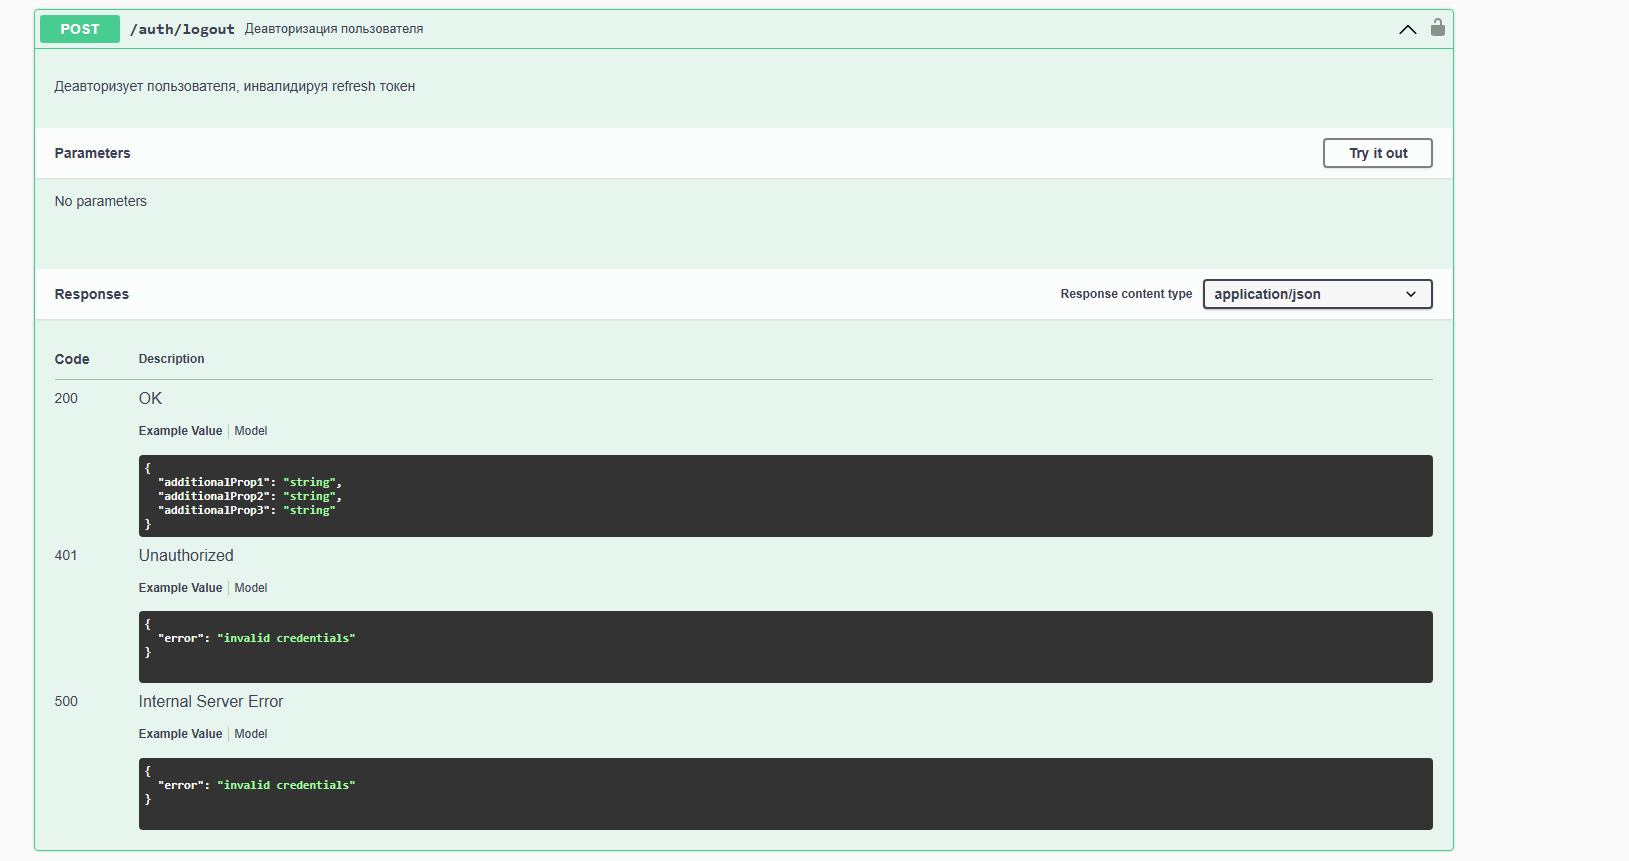 POST /auth/logout Деавторизация пользователя
Деавторизует пользователя, инвалидируя refresh токен
Parameters Try it out
No parameters
Responses Response content type application/json
Code Description
200 OK
Example Value Model
{
  "additionalProp1": "string",
  "additionalProp2": "string",
  "additionalProp3": "string"
}
401 Unauthorized
Example Value Model
{
  "error": "invalid credentials"
}
500 Internal Server Error
Example Value Model
{
  "error": "invalid credentials"
}